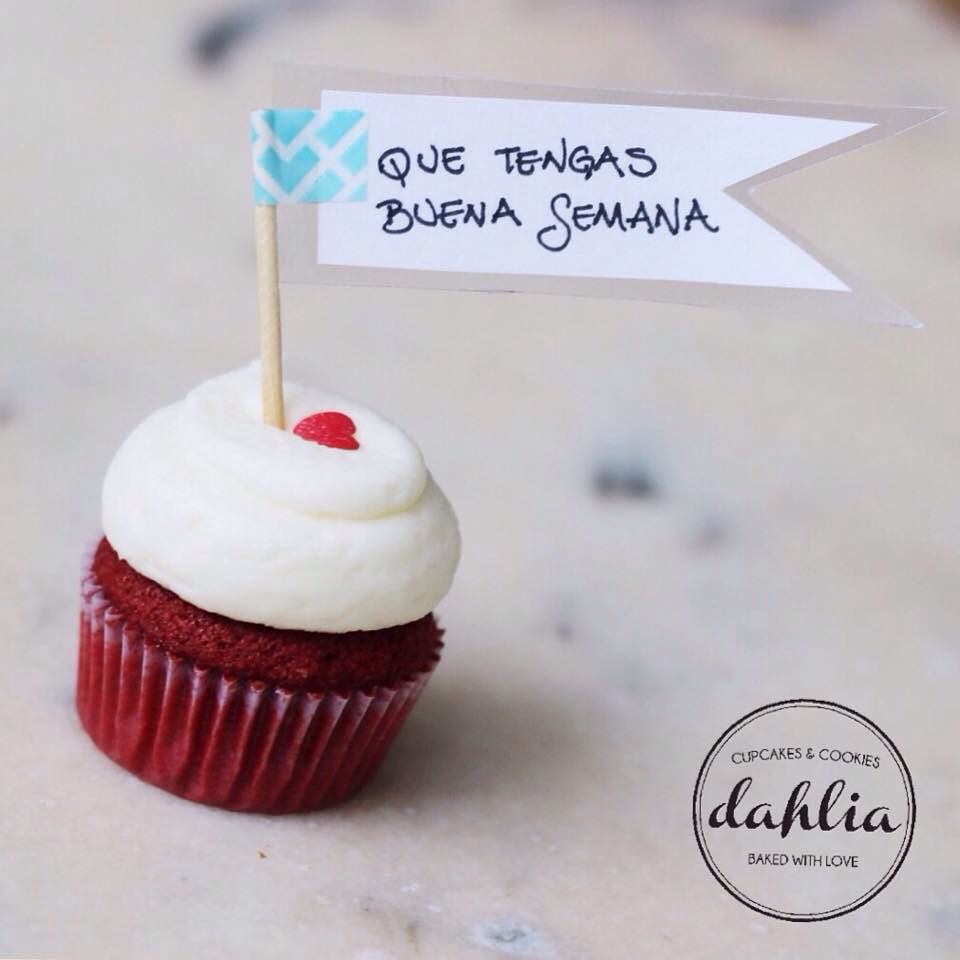 QUE TENGAS
BUENA SEMANA
CUPCAKES & COOKIES
dahlia
BAKED WITH LOVE